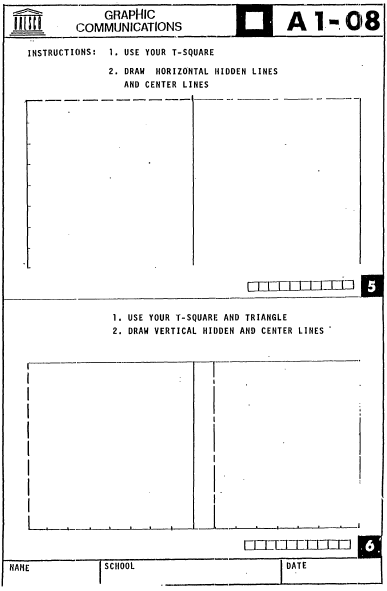 UNESCO
GRAPHIC
COMMUNICATIONS
A1-08
INSTRUCTIONS: 1. USE YOUR T-SQUARE
2. DRAW HORIZONTAL HIDDEN LINES
AND CENTER LINES
5
1. USE YOUR T-SQUARE AND TRIANGLE
2. DRAW VERTICAL HIDDEN AND CENTER LINES
6
NAME
SCHOOL
DATE